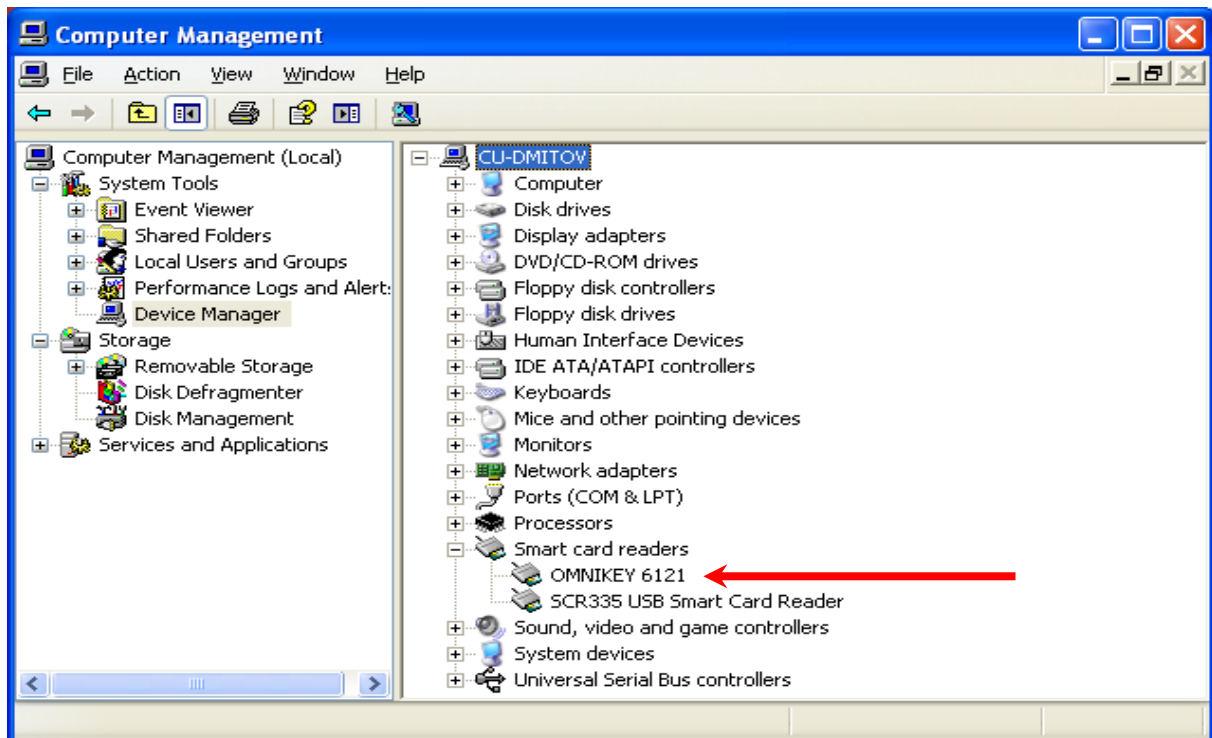 Computer Management
File Action View Window Help
Computer Management (Local)
System Tools
Event Viewer
Shared Folders
Local Users and Groups
Performance Logs and Alert:
Device Manager
Storage
Removable Storage
Disk Defragmenter
Disk Management
Services and Applications
CU-DMITOV
Computer
Disk drives
Display adapters
DVD/CD-ROM drives
Floppy disk controllers
Floppy disk drives
Human Interface Devices
IDE ATA/ATAPI controllers
Keyboards
Mice and other pointing devices
Monitors
Network adapters
Ports (COM & LPT)
Processors
Smart card readers
OMNIKEY 6121
SCR335 USB Smart Card Reader
Sound, video and game controllers
System devices
Universal Serial Bus controllers